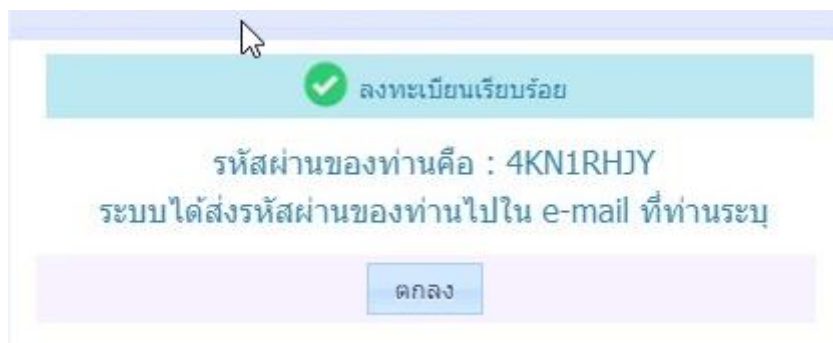 ลงทะเบียนเรียบร้อย
รหัสผ่านของท่านคือ : 4KN1RHJY
ระบบได้ส่งรหัสผ่านของท่านไปใน e-mail ที่ท่านระบุ
ตกลง